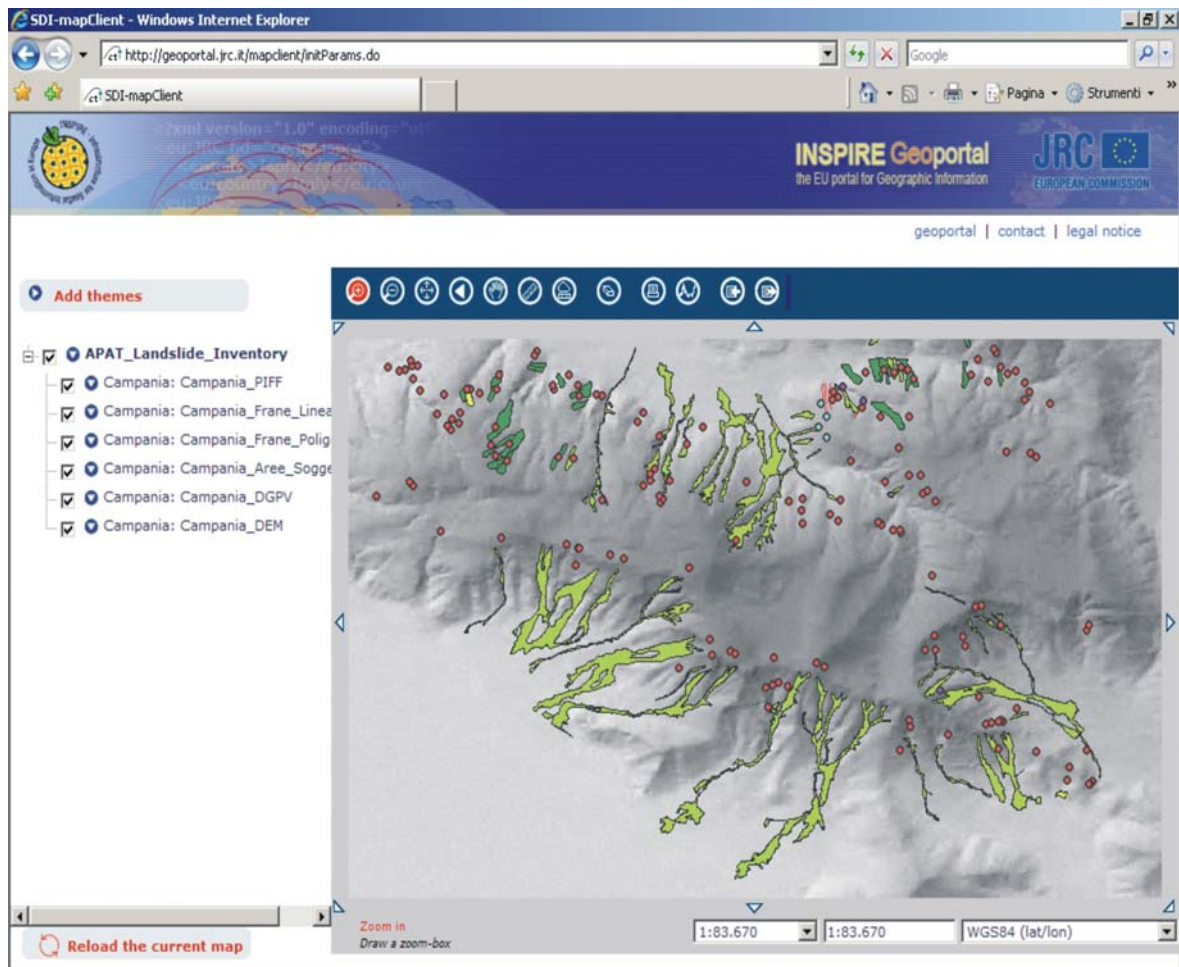 SDI-mapClient - Windows Internet Explorer
http://geoportal.jrc.it/mapclient/initParams.do
Google
SDI-mapClient
Pagina
Strumenti
<?xml version="1.0" encoding="ut
INSPIRE Geoportal
the EU portal for Geographic Information
JRC
EUROPEAN COMMISSION
geoportal | contact | legal notice
Add themes
APAT_Landslide_Inventory
Campania: Campania_PIFF
Campania: Campania_Frane_Linea
Campania: Campania_Frane_Polig
Campania: Campania_Aree_Sogge
Campania: Campania_DGPV
Campania: Campania_DEM
Zoom in
Draw a zoom-box
1:83.670
1:83.670
WGS84 (lat/lon)
Reload the current map